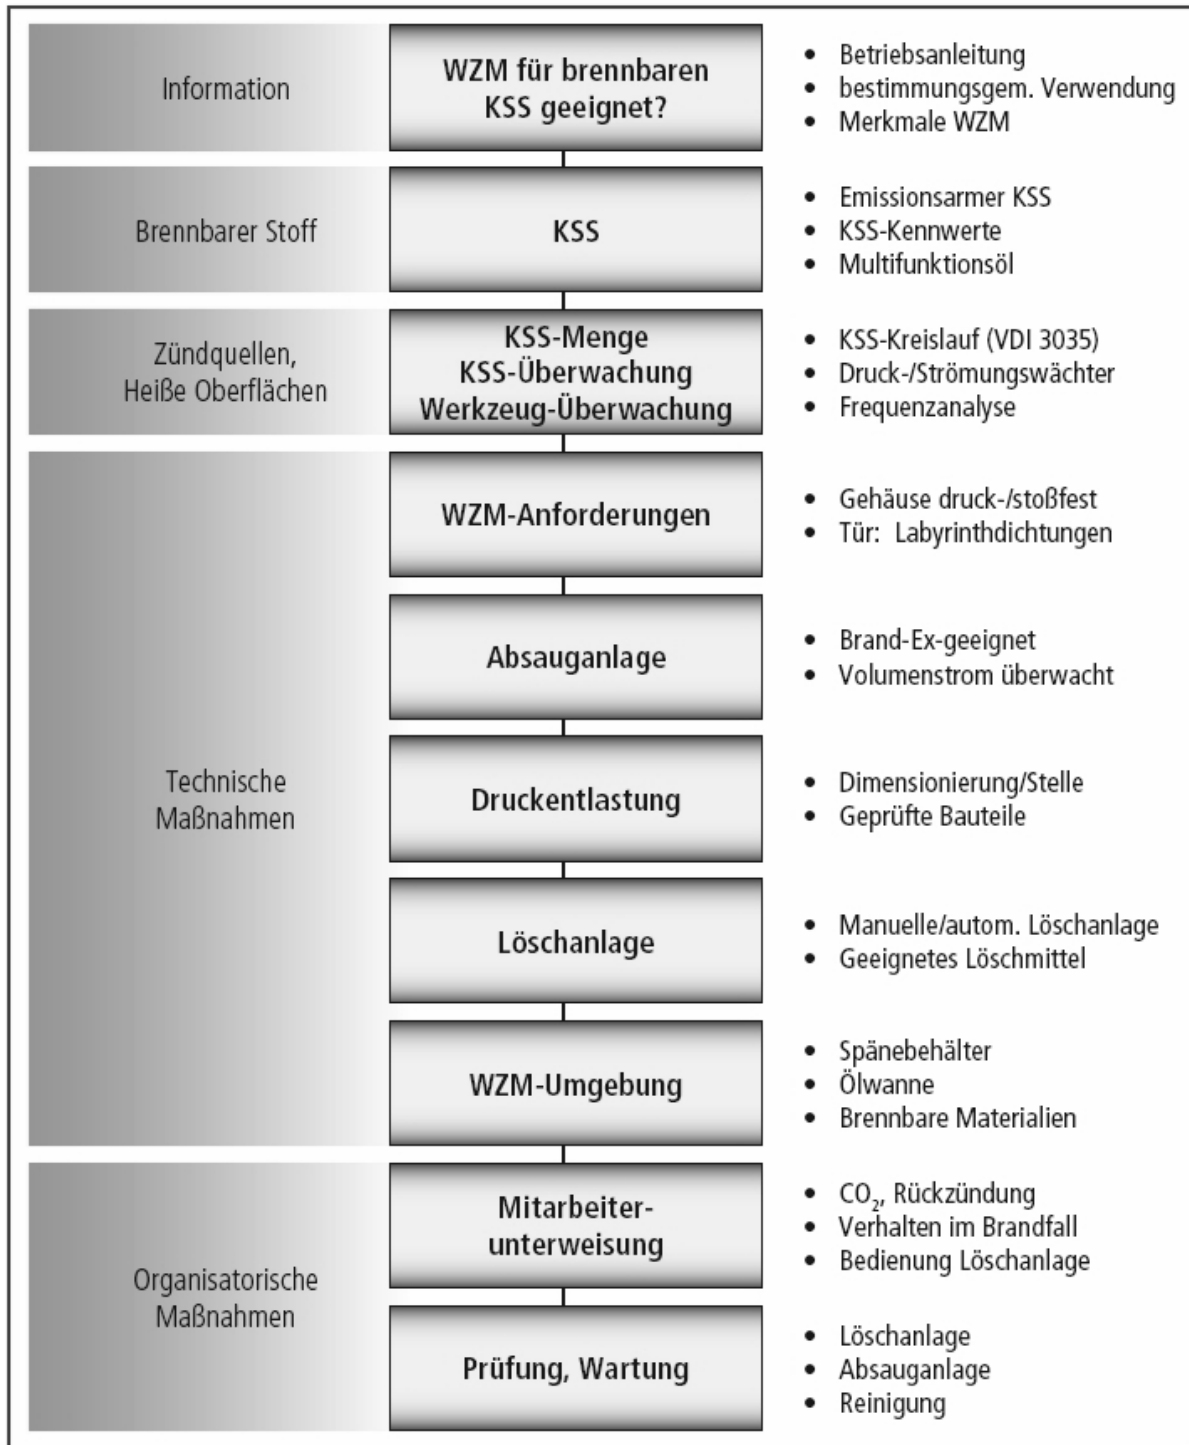 Information
WZM für brennbaren
KSS geeignet?
• Betriebsanleitung
• bestimmungsgem. Verwendung
• Merkmale WZM
Brennbarer Stoff
KSS
• Emissionsarmer KSS
• KSS-Kennwerte
• Multifunktionsöl
Zündquellen,
Heiße Oberflächen
KSS-Menge
KSS-Überwachung
Werkzeug-Überwachung
• KSS-Kreislauf (VDI 3035)
• Druck-/Strömungswächter
• Frequenzanalyse
Technische
Maßnahmen
WZM-Anforderungen
• Gehäuse druck-/stoßfest
• Tür: Labyrinthdichtungen
Absauganlage
• Brand-Ex-geeignet
• Volumenstrom überwacht
Druckentlastung
• Dimensionierung/Stelle
• Geprüfte Bauteile
Löschanlage
• Manuelle/autom. Löschanlage
• Geeignetes Löschmittel
WZM-Umgebung
• Spänebehälter
• Ölwanne
• Brennbare Materialien
Organisatorische
Maßnahmen
Mitarbeiter-
unterweisung
• CO₂, Rückzündung
• Verhalten im Brandfall
• Bedienung Löschanlage
Prüfung, Wartung
• Löschanlage
• Absauganlage
• Reinigung